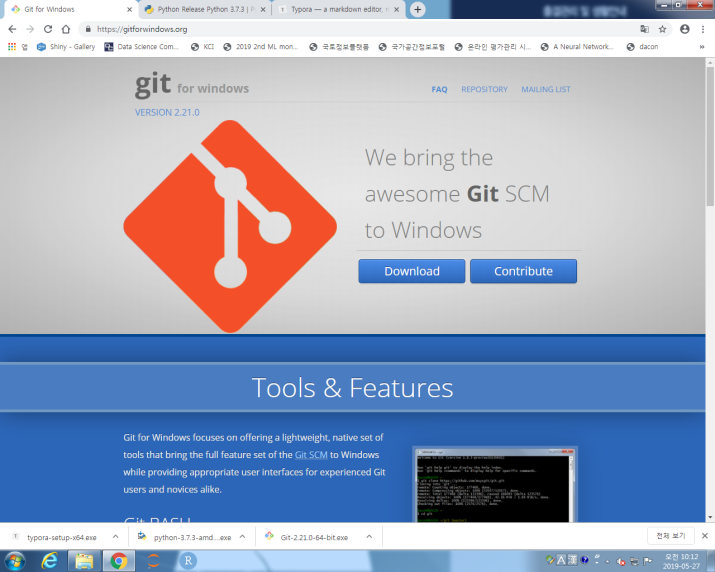 Git for Windows
Python Release Python 3.7.3 | P
Typora — a markdown editor,
https://gitforwindows.org
앱
Shiny - Gallery
Data Science Com...
KCI
2019 2nd ML mon...
국토정보플랫폼
국가공간정보포털
온라인 평가관리 시...
A Neural Network...
dacon
git for windows
FAQ
REPOSITORY
MAILING LIST
VERSION 2.21.0
We bring the
awesome Git SCM
to Windows
Download
Contribute
Tools & Features
Git for Windows focuses on offering a lightweight, native set of
tools that bring the full feature set of the Git SCM to Windows
while providing appropriate user interfaces for experienced Git
users and novices alike.
Git BASH
typora-setup-x64.exe
python-3.7.3-amd....exe
Git-2.21.0-64-bit.exe
전체 보기
R
A 漢
오전 10:12
2019-05-27